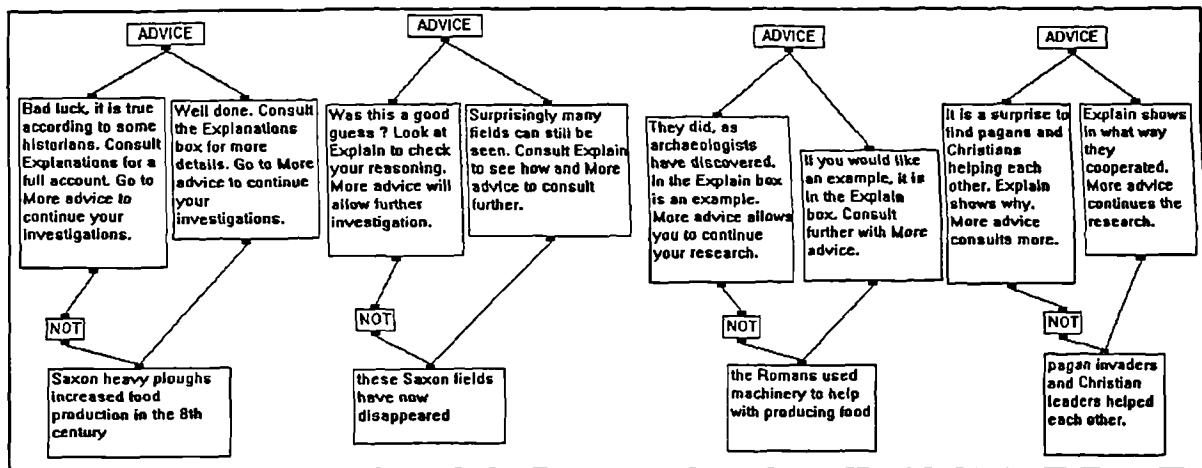 ADVICE
Bad luck, it is true
according to some
historians. Consult
Explanations for a
full account. Go to
More advice to
continue your
investigations.
Well done. Consult
the Explanations
box for more
details. Go to More
advice to continue
your
investigations.
NOT
Saxon heavy ploughs
increased food
production in the 8th
century
ADVICE
Was this a good
guess ? Look at
Explain to check
your reasoning.
More advice will
allow further
investigation.
Surprisingly many
fields can still be
seen. Consult Explain
to see how and More
advice to consult
further.
NOT
these Saxon fields
have now
disappeared
ADVICE
They did, as
archaeologists
have discovered.
In the Explain box
is an example.
More advice allows
you to continue
your research.
If you would like
an example, it is
in the Explain
box. Consult
further with More
advice.
NOT
the Romans used
machinery to help
with producing food
ADVICE
It is a surprise to
find pagans and
Christians
helping each
other. Explain
shows why.
More advice
consults more.
Explain shows
in what way
they
cooperated.
More advice
continues the
research.
NOT
pagan invaders
and Christian
leaders helped
each other.